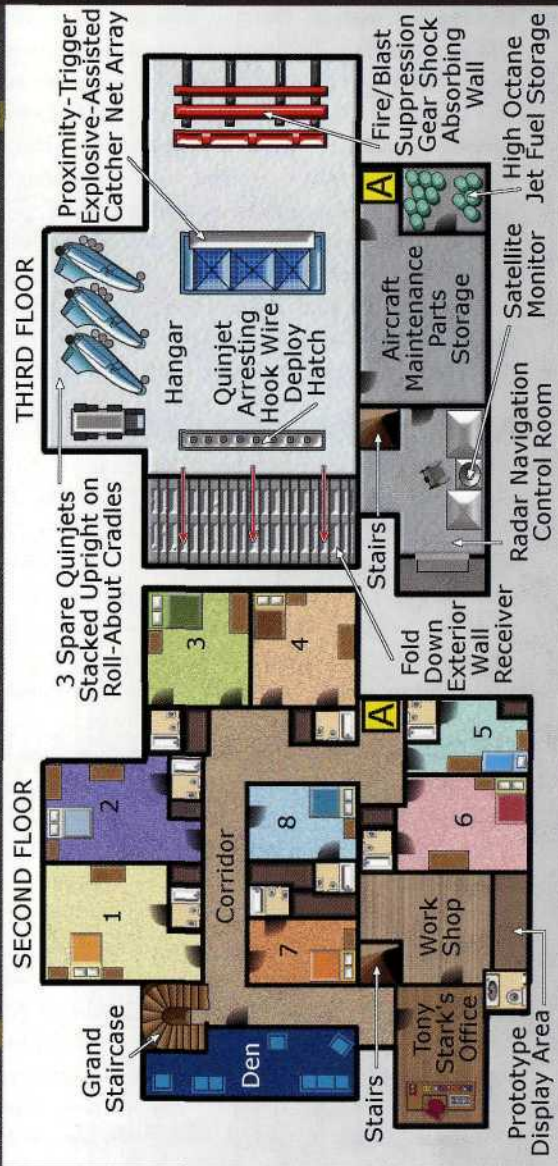 SECOND FLOOR
Grand
Staircase
1
2
3
4
Corridor
Den
7
8
Stairs
Tony
Stark's
Office
Work
Shop
6
5
A
Prototype
Display Area
THIRD FLOOR
3 Spare Quinjets
Stacked Upright on
Roll-About Cradles
Proximity-Trigger
Explosive-Assisted
Catcher Net Array
Hangar
Quinjet
Arresting
Hook Wire
Deploy
Hatch
Fire/Blast
Suppression
Gear Shock
Absorbing
Wall
Stairs
Aircraft
Maintenance
Parts
Storage
A
High Octane
Jet Fuel Storage
Fold
Down
Exterior
Wall
Receiver
Radar Navigation
Control Room
Satellite
Monitor